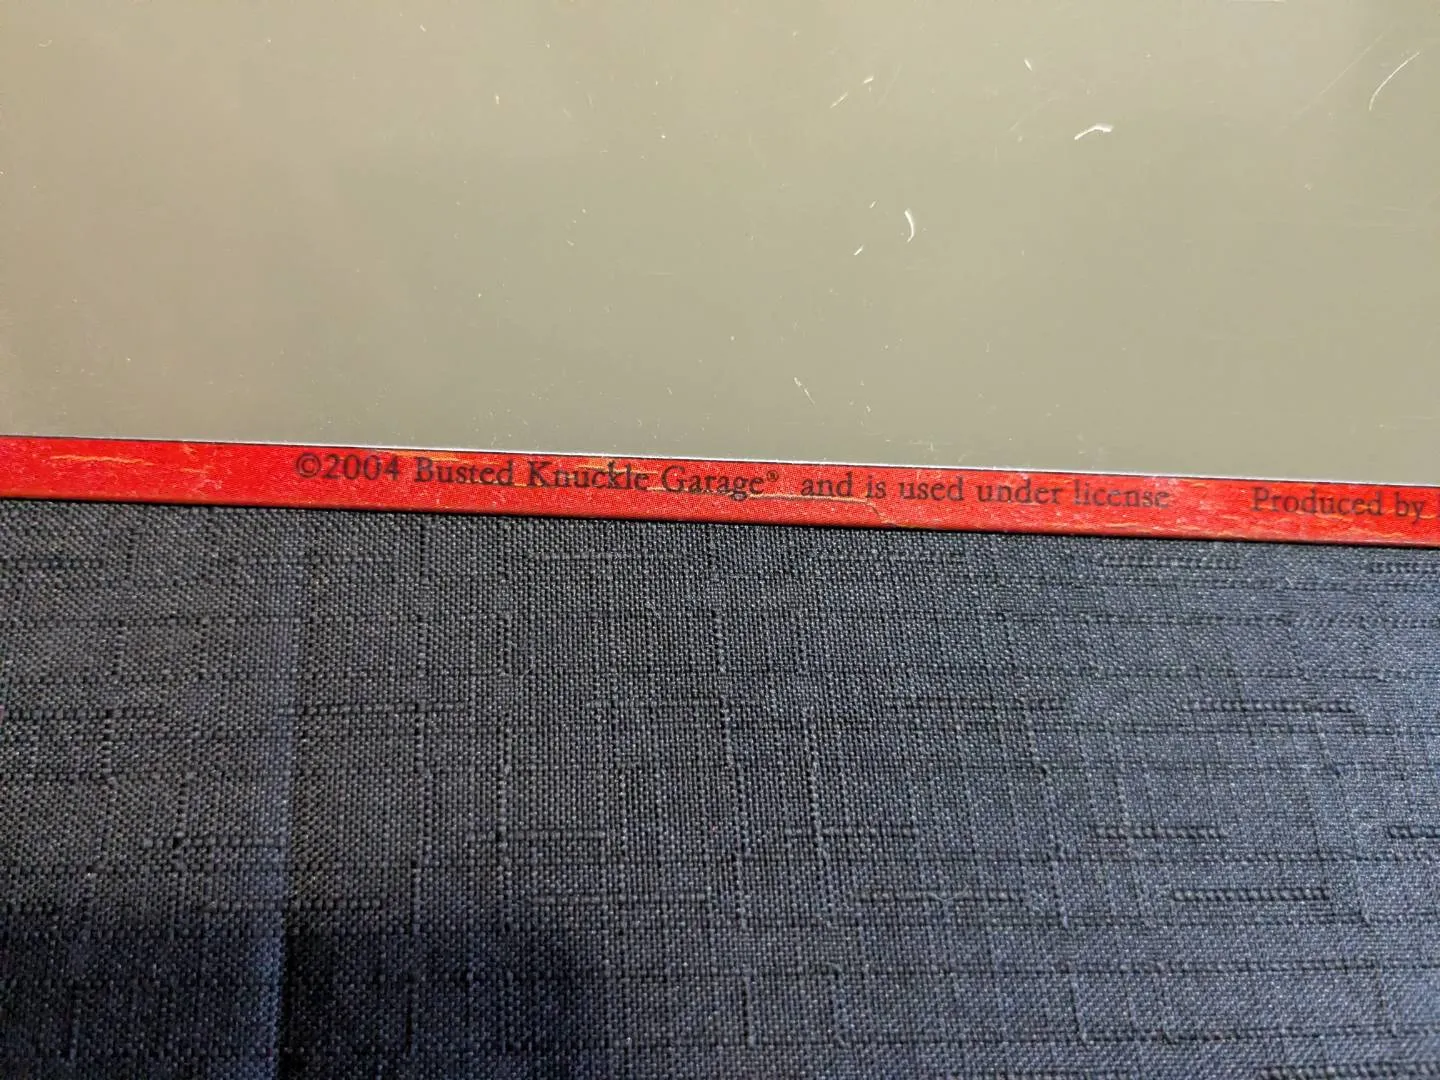 ©2004 Busted Knuckle Garage® and is used under license Produced by